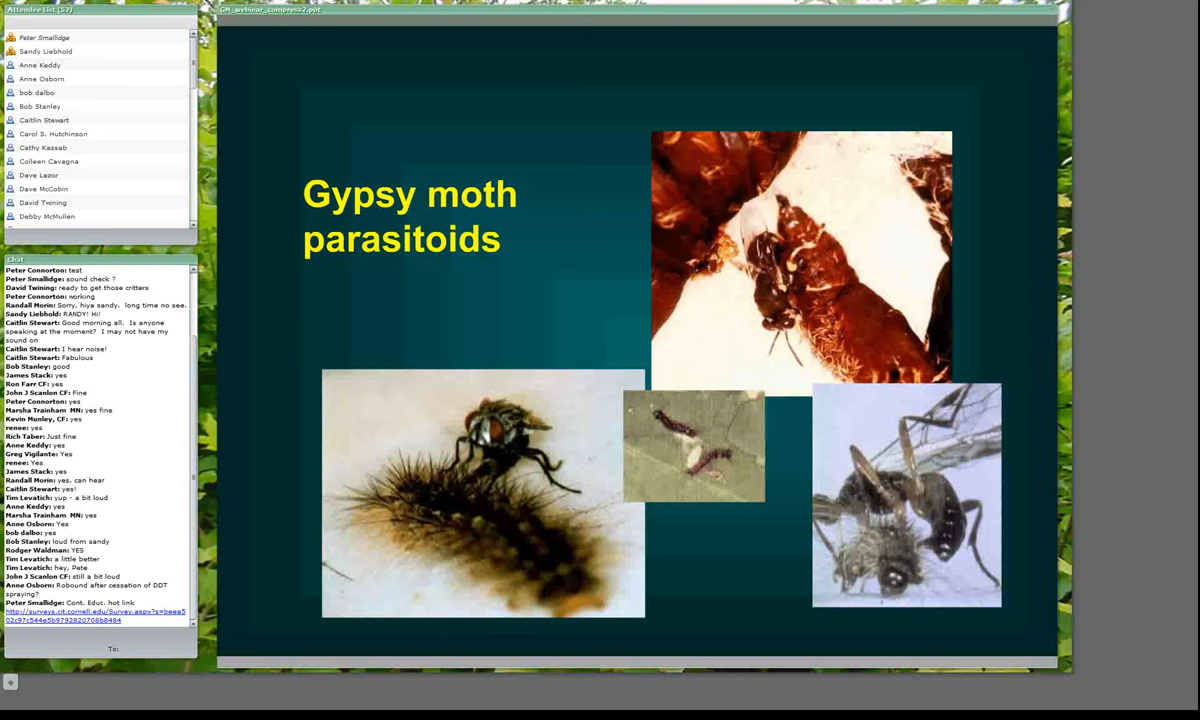 Attendee List (52)
Peter Smallidge
Sandy Liebhold
Anne Keddy
Anne Osborn
bob dalbo
Bob Stanley
Caitlin Stewart
Carol S. Hutchinson
Cathy Kassab
Colleen Cavagna
Dave Lazor
Dave McCobin
David Twining
Debby McMullen
Chat
Peter Connorton: test
Peter Smallidge: sound check ?
David Twining: ready to get those critters
Peter Connorton: working
Randall Morin: Sorry, hiya sandy. long time no see.
Sandy Liebhold: RANDY! Hi!
Caitlin Stewart: Good morning all. Is anyone
speaking at the moment? I may not have my
sound on
Caitlin Stewart: I hear noise!
Caitlin Stewart: Fabulous
Bob Stanley: good
James Stack: yes
Ron Farr CF: yes
John J Scanlon CF: Fine
Peter Connorton: yes
Marsha Trainham MN: yes fine
Kevin Munley, CF: yes
renee: yes
Rich Taber: Just fine
Anne Keddy: yes
Greg Vigilante: Yes
renee: Yes
James Stack: yes
Randall Morin: yes, can hear
Caitlin Stewart: yes!
Tim Levatich: yup - a bit loud
Anne Keddy: yes
Marsha Trainham MN: yes
Anne Osborn: Yes
bob dalbo: yes
Bob Stanley: loud from sandy
Rodger Waldman: YES
Tim Levatich: a little better
Tim Levatich: hey, Pete
John J Scanlon CF: still a bit loud
Anne Osborn: Robound after cessation of DDT
spraying?
Peter Smallidge: Cont. Educ. hot link
http://surveys.cit.cornell.edu/Survey.aspx?s=beea5
02c97c544e5b9792820708b8484
To:
GM_webinar_compress2.ppt
Gypsy moth
parasitoids